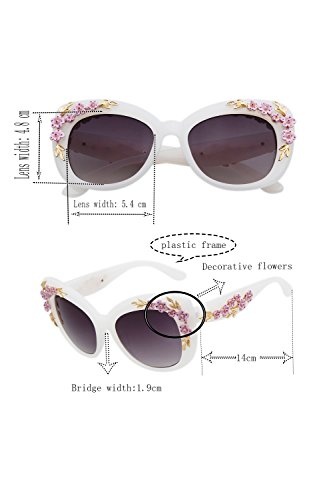 Lens width: 4.8 cm
Lens width: 5.4 cm
plastic frame
Decorative flowers
14cm
Bridge width:1.9cm